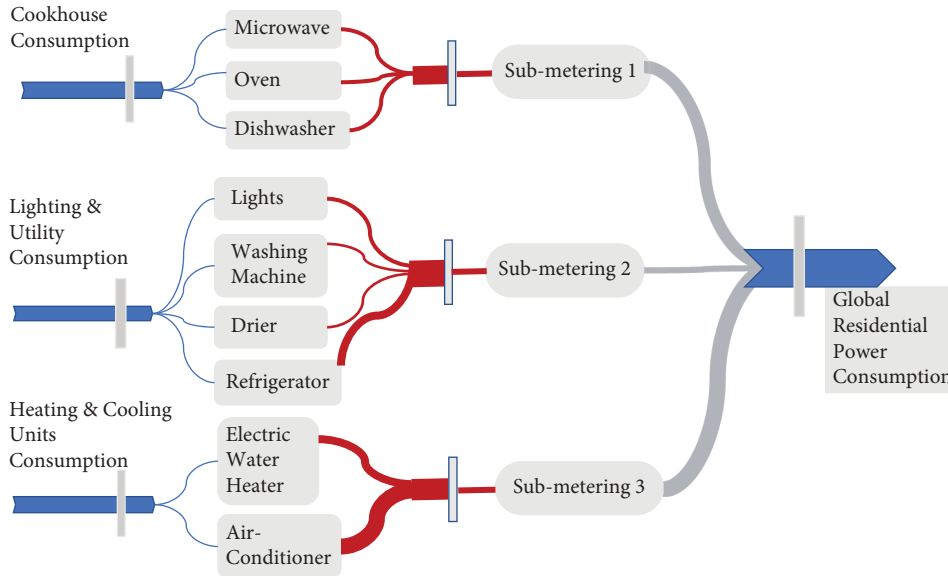 Cookhouse
Consumption
Microwave
Oven
Dishwasher
Sub-metering 1
Lighting &
Utility
Consumption
Lights
Washing
Machine
Drier
Refrigerator
Sub-metering 2
Heating & Cooling
Units
Consumption
Electric
Water
Heater
Air-
Conditioner
Sub-metering 3
Global
Residential
Power
Consumption